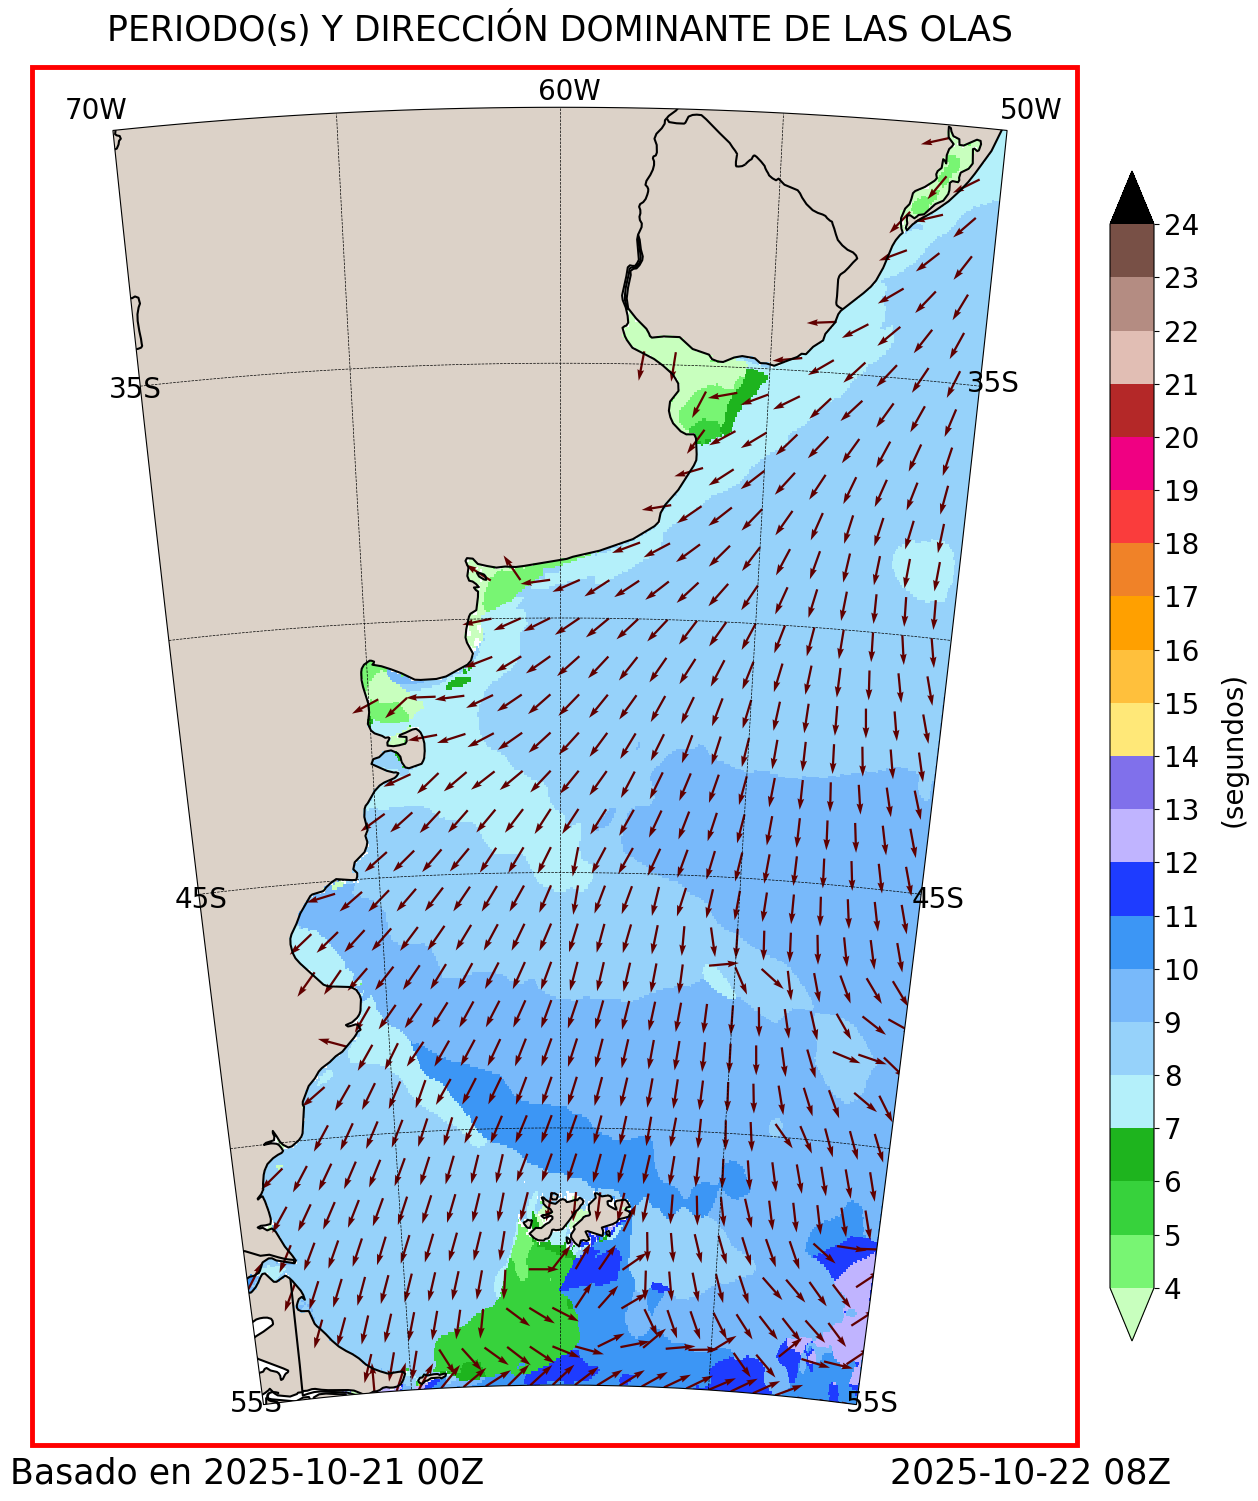 PERIODO(s) Y DIRECCIÓN DOMINANTE DE LAS OLAS
70W
60W
50W
35S
35S
45S
45S
55S
55S
24
23
22
21
20
19
18
17
16
15
14
13
12
11
10
9
8
7
6
5
4
(segundos)
Basado en 2025-10-21 00Z
2025-10-22 08Z